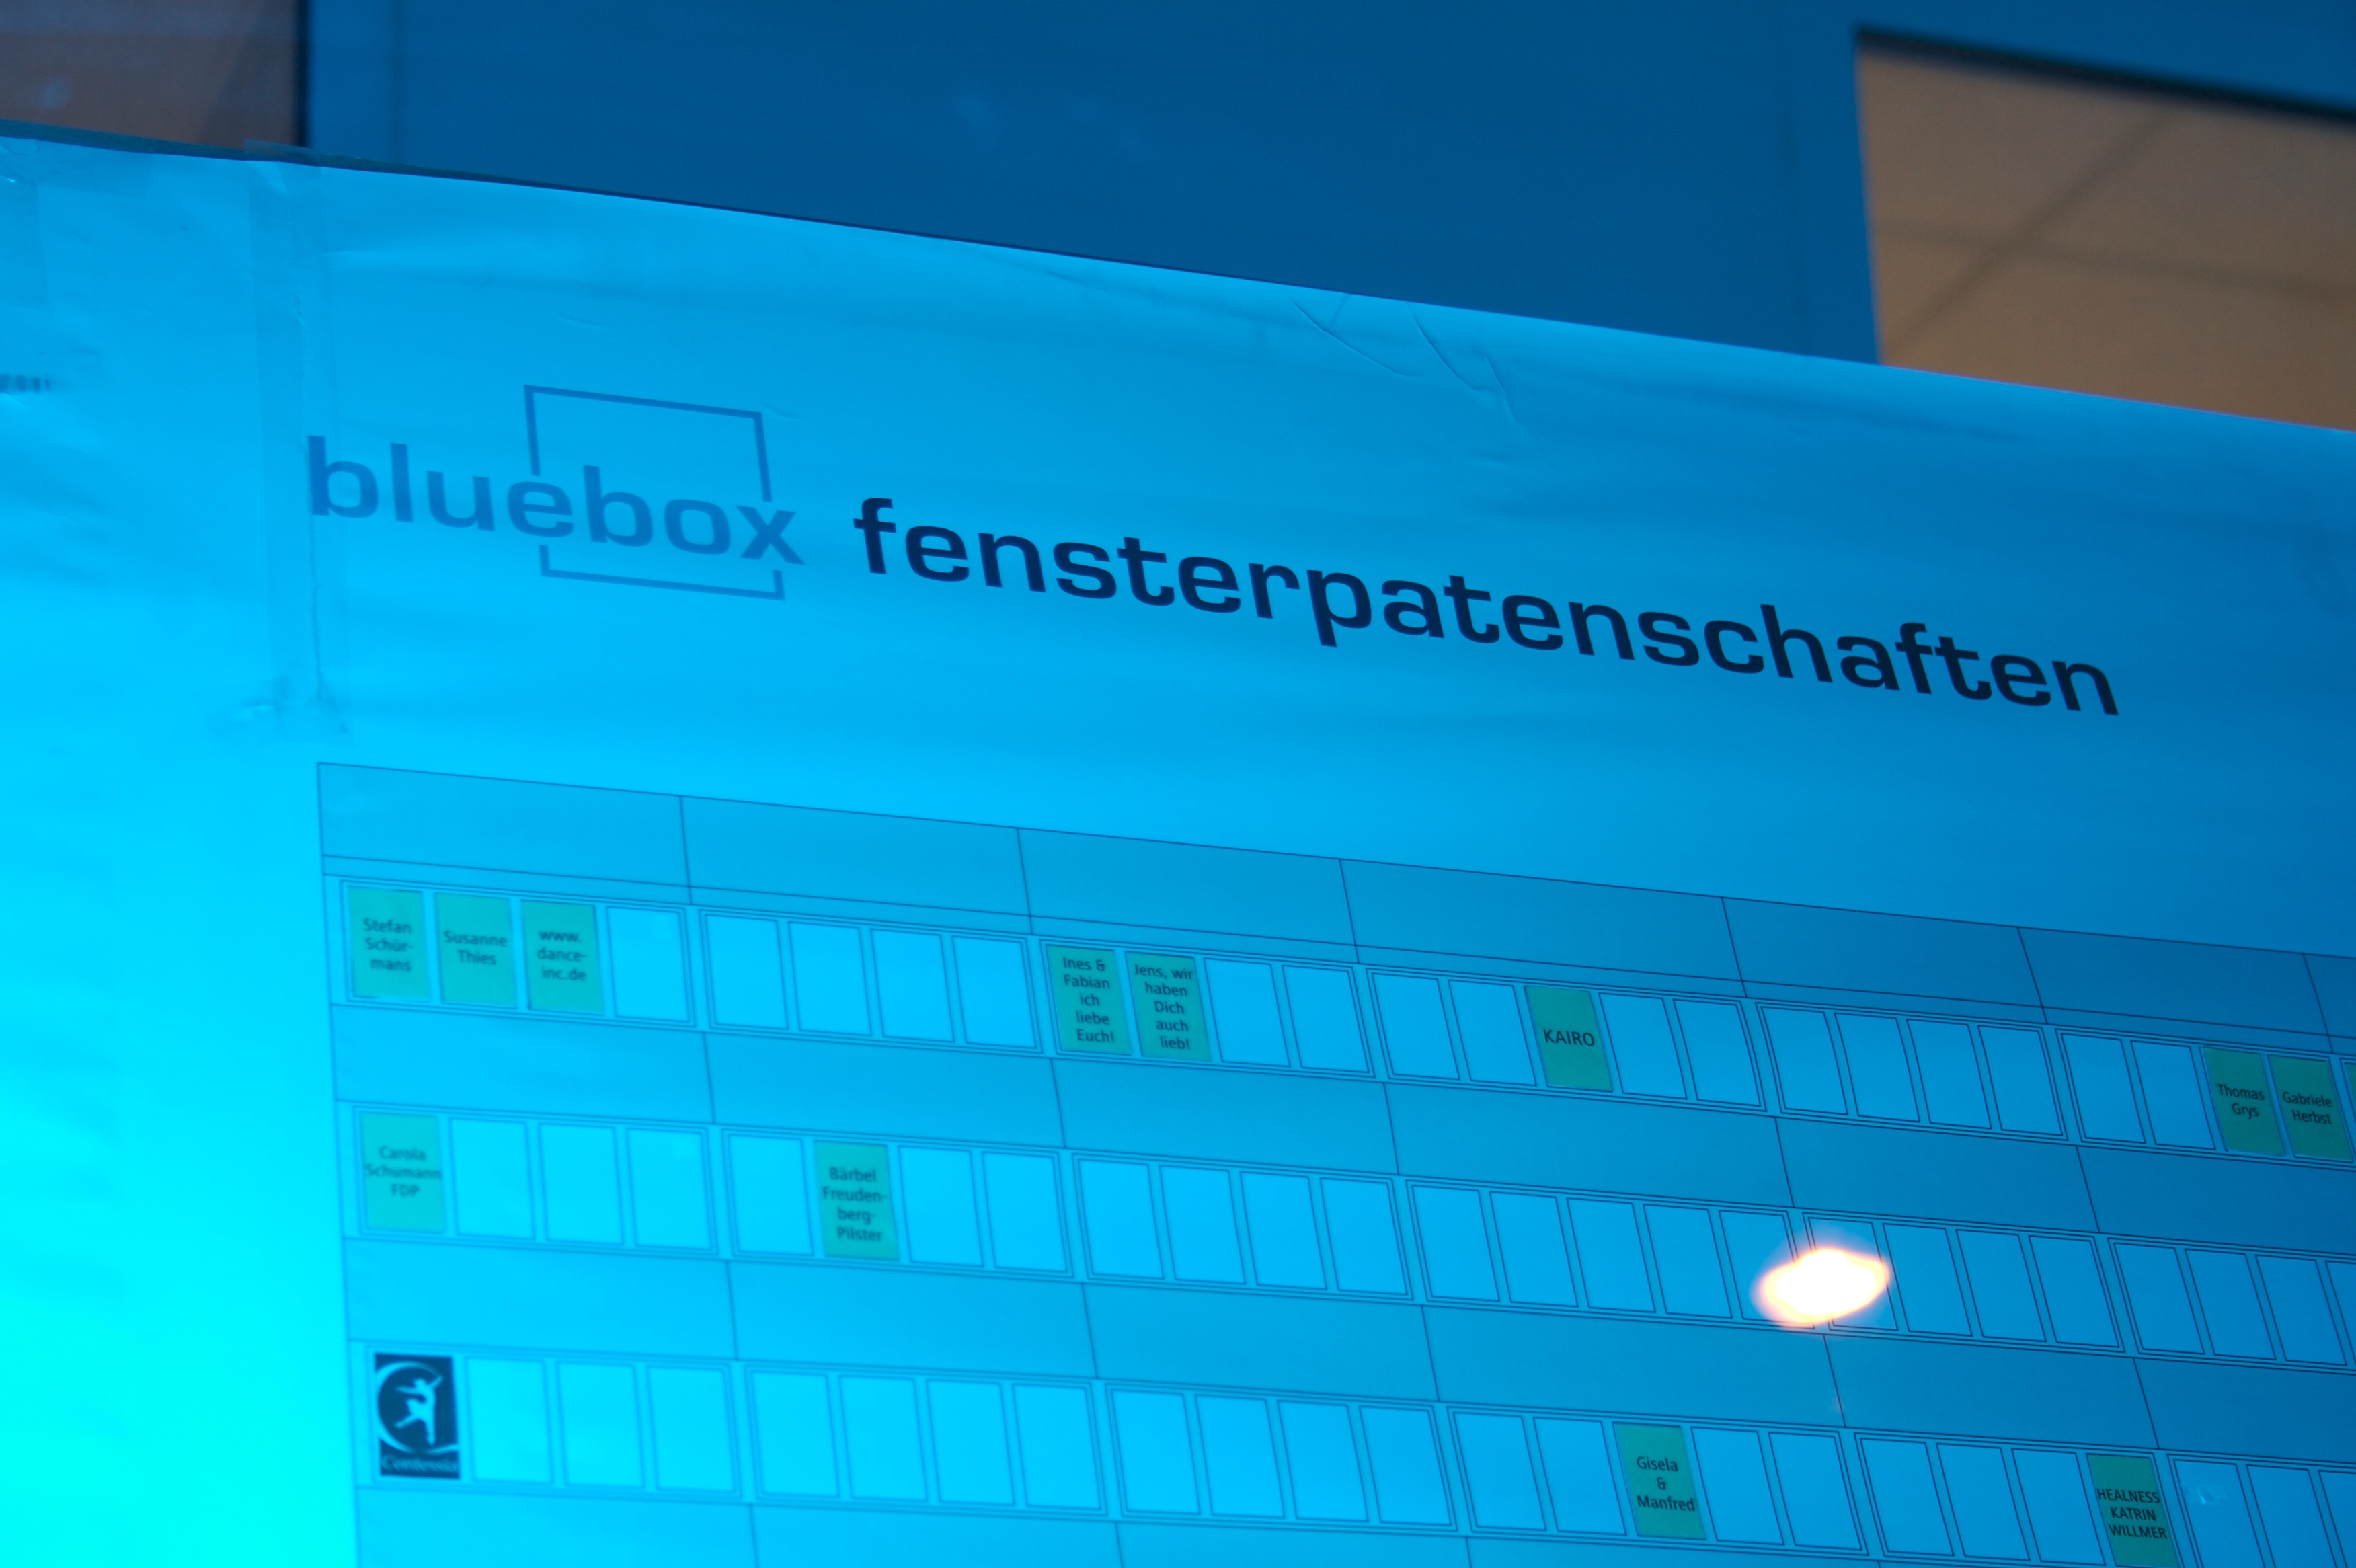 bluebox fensterpatenschaften
Stefan
Schür-
mans
Susanne
Thies
www.
dance-
inc.de
Ines &
Fabian
ich
liebe
Euch!
Jens, wir
haben
Dich
auch
lieb!
KAIRO
Thomas
Grys
Gabriele
Herbst
Carola
Schumann
FDP
Bärbel
Freuden-
berg-
Pilster
Contessia
Gisela
&
Manfred
HEALNESS
KATRIN
WILLMER